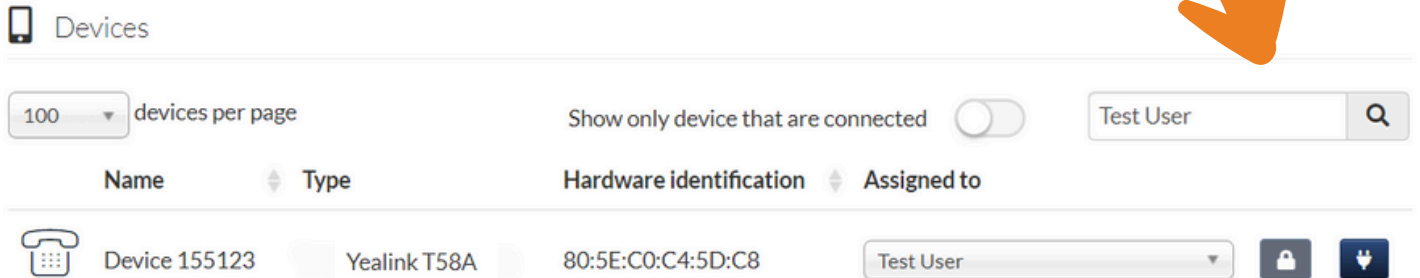 Devices
100 devices per page Show only device that are connected Test User
Name Type Hardware identification Assigned to
Device 155123 Yealink T58A 80:5E:C0:C4:5D:C8 Test User